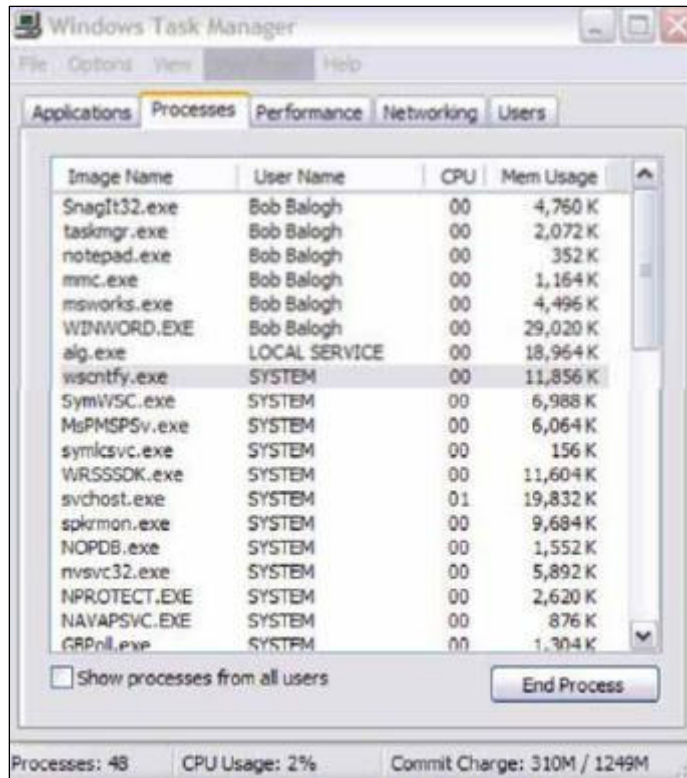 Windows Task Manager
File Options View Help
Applications Processes Performance Networking Users
Image Name User Name CPU Mem Usage
SnagIt32.exe Bob Balogh 00 4,760 K
taskmgr.exe Bob Balogh 00 2,072 K
notepad.exe Bob Balogh 00 352 K
mmc.exe Bob Balogh 00 1,164 K
msworks.exe Bob Balogh 00 4,496 K
WINWORD.EXE Bob Balogh 00 29,020 K
alg.exe LOCAL SERVICE 00 18,964 K
wscntfy.exe SYSTEM 00 11,856 K
SymWSC.exe SYSTEM 00 6,988 K
MsPMSPSv.exe SYSTEM 00 6,064 K
symlcsvc.exe SYSTEM 00 156 K
WRSSSDK.exe SYSTEM 00 11,604 K
svchost.exe SYSTEM 01 19,832 K
spkrmon.exe SYSTEM 00 9,684 K
NOPDB.exe SYSTEM 00 1,552 K
nvsvc32.exe SYSTEM 00 5,892 K
NPROTECT.EXE SYSTEM 00 2,620 K
NAVAPSVC.EXE SYSTEM 00 876 K
GBPoll.exe SYSTEM 00 1,304 K
Show processes from all users
End Process
Processes: 48 CPU Usage: 2% Commit Charge: 310M / 1249M